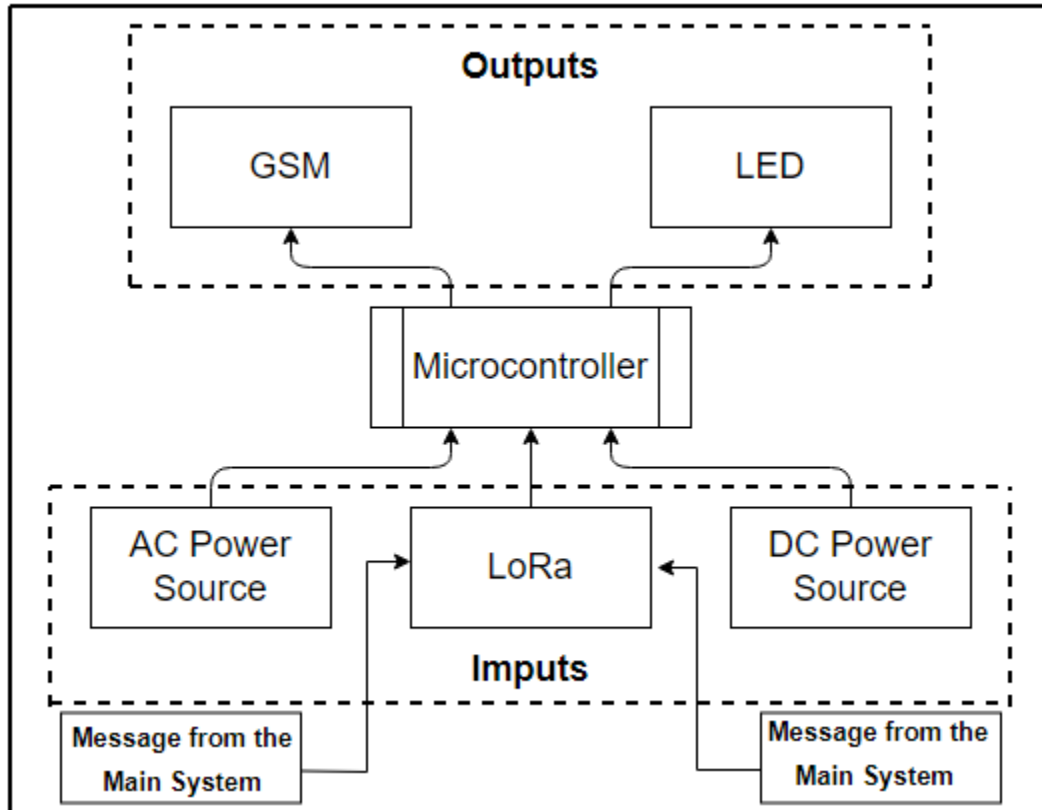 Outputs
GSM
LED
Microcontroller
AC Power
Source
LoRa
DC Power
Source
Imputs
Message from the
Main System
Message from the
Main System